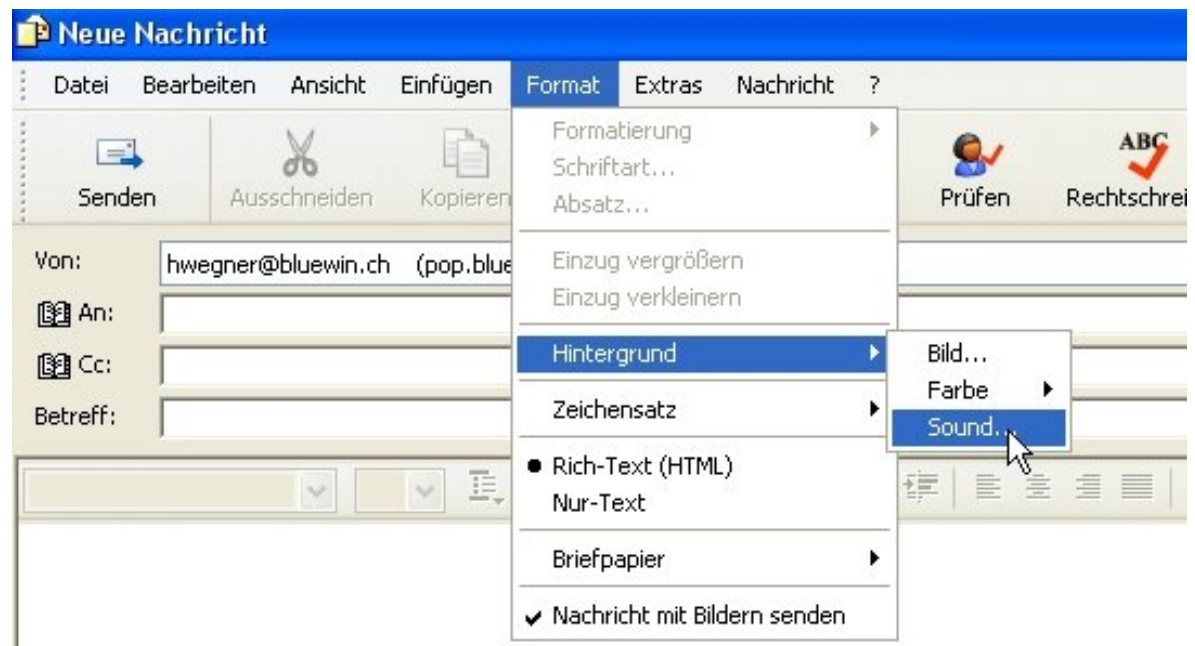 Neue Nachricht
Datei Bearbeiten Ansicht Einfügen Format Extras Nachricht ?
Senden Ausschneiden Kopieren Prüfen Rechtschrei
ABC
Von: hwegner@bluewin.ch (pop.blue
An:
Cc:
Betreff:
Formatierung
Schriftart...
Absatz...
Einzug vergrößern
Einzug verkleinern
Hintergrund
Zeichensatz
Rich-Text (HTML)
Nur-Text
Briefpapier
Nachricht mit Bildern senden
Bild...
Farbe
Sound...